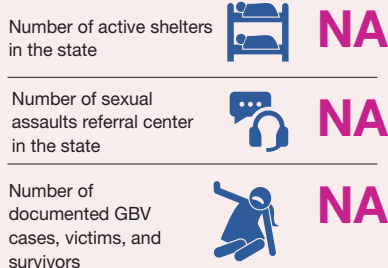 Number of active shelters
in the state
NA
Number of sexual
assaults referral center
in the state
NA
Number of
documented GBV
cases, victims, and
survivors
NA